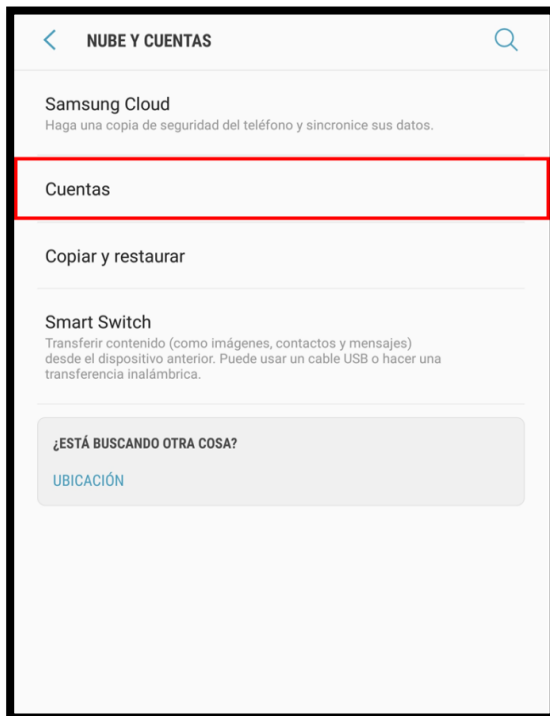 NUBE Y CUENTAS
Samsung Cloud
Haga una copia de seguridad del teléfono y sincronice sus datos.
Cuentas
Copiar y restaurar
Smart Switch
Transferir contenido (como imágenes, contactos y mensajes)
desde el dispositivo anterior. Puede usar un cable USB o hacer una
transferencia inalámbrica.
¿ESTÁ BUSCANDO OTRA COSA?
UBICACIÓN